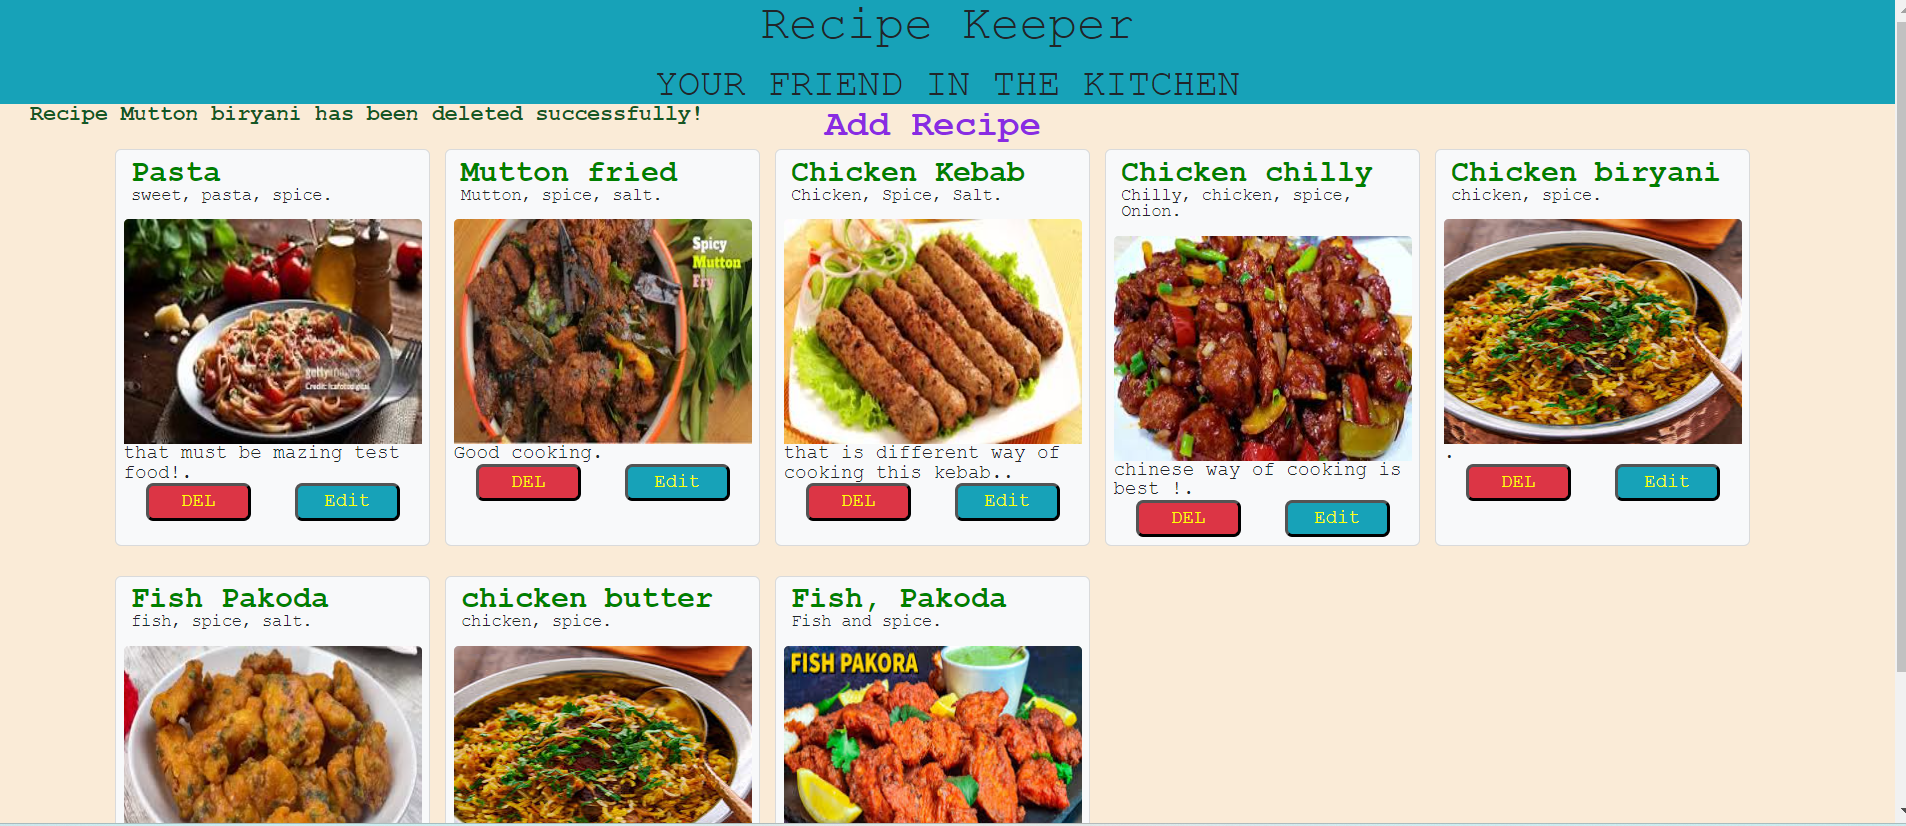 Recipe Keeper
YOUR FRIEND IN THE KITCHEN
Recipe Mutton biryani has been deleted successfully!
Add Recipe
Pasta
sweet, pasta, spice.
gettyimages
Credit: fcafotodigital
that must be mazing test
food!.
DEL
Edit
Mutton fried
Mutton, spice, salt.
Spicy
Mutton
Fry
Good cooking.
DEL
Edit
Chicken Kebab
Chicken, Spice, Salt.
that is different way of
cooking this kebab..
DEL
Edit
Chicken chilly
Chilly, chicken, spice,
Onion.
chinese way of cooking is
best !.
DEL
Edit
Chicken biryani
chicken, spice.
.
DEL
Edit
Fish Pakoda
fish, spice, salt.
chicken butter
chicken, spice.
Fish, Pakoda
Fish and spice.
FISH PAKORA